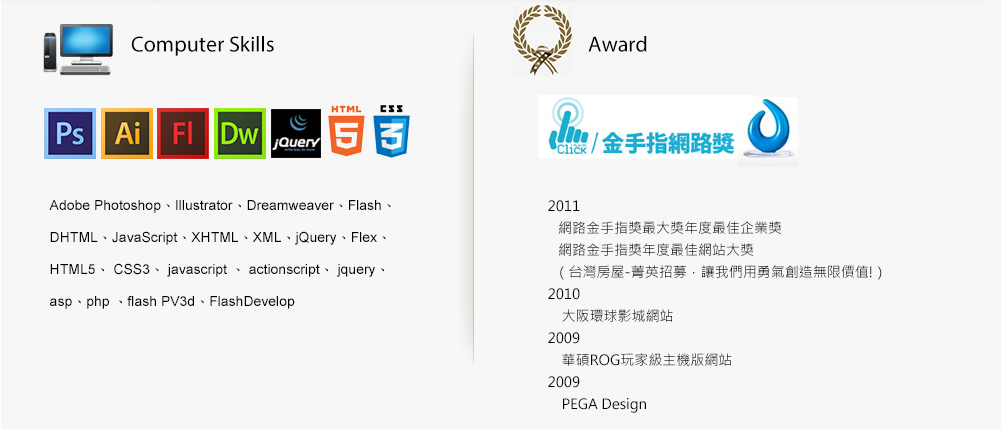 Computer Skills
Ps Ai Fl Dw jQuery HTML 5 CSS 3
Adobe Photoshop、Illustrator、Dreamweaver、Flash、
DHTML、JavaScript、XHTML、XML、jQuery、Flex、
HTML5、 CSS3、 javascript 、 actionscript、 jquery、
asp、php 、flash PV3d、FlashDevelop
Award
Click / 金手指網路獎
2011
網路金手指獎最大獎年度最佳企業獎
網路金手指獎年度最佳網站大獎
( 台灣房屋-菁英招募，讓我們用勇氣創造無限價值! )
2010
大阪環球影城網站
2009
華碩ROG玩家級主機版網站
2009
PEGA Design